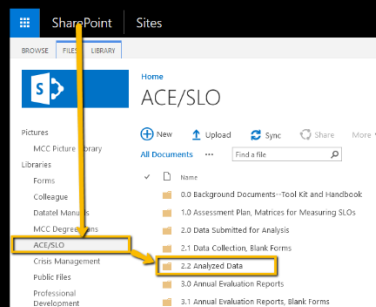 SharePoint Sites
BROWSE FILES LIBRARY
S
Home
ACE/SLO
New Upload Sync Share More
All Documents ... Find a file
Name
Pictures
MCC Picture
Libraries
Forms
Colleague
Datatel
MCC
ACE/SLO
Crisis Management
Public Files
Professional
Development
0.0 Background Documents--Tool Kit and Handbook
1.0 Assessment Plan, Matrices for Measuring SLOs
2.0 Data Submitted for Analysis
2.1 Data Collection, Blank Forms
2.2 Analyzed Data
3.0 Annual Evaluation Reports
3.1 Annual Evaluation Reports, Blank Forms